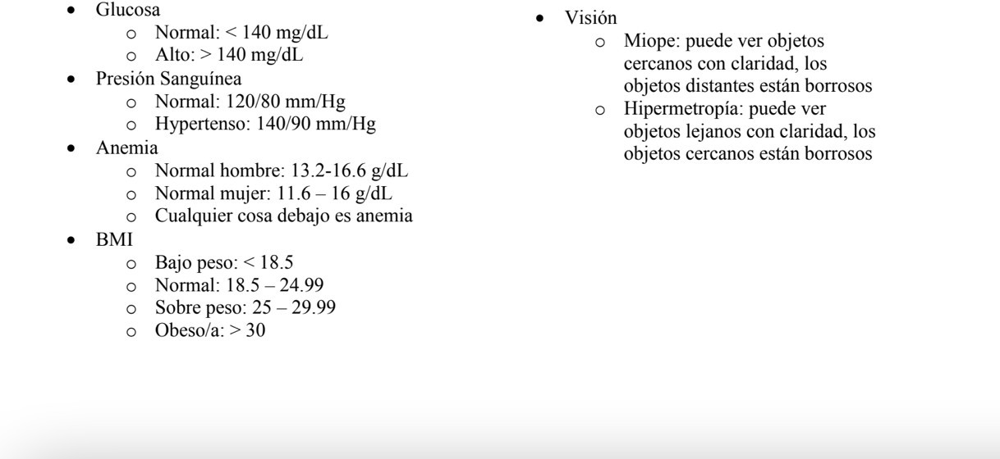 • Glucosa
o Normal: < 140 mg/dL
o Alto: > 140 mg/dL
• Presión Sanguínea
o Normal: 120/80 mm/Hg
o Hypertenso: 140/90 mm/Hg
• Anemia
o Normal hombre: 13.2-16.6 g/dL
o Normal mujer: 11.6 – 16 g/dL
o Cualquier cosa debajo es anemia
• BMI
o Bajo peso: < 18.5
o Normal: 18.5 – 24.99
o Sobre peso: 25 – 29.99
o Obeso/a: > 30
• Visión
o Miope: puede ver objetos
cercanos con claridad, los
objetos distantes están borrosos
o Hipermetropía: puede ver
objetos lejanos con claridad, los
objetos cercanos están borrosos